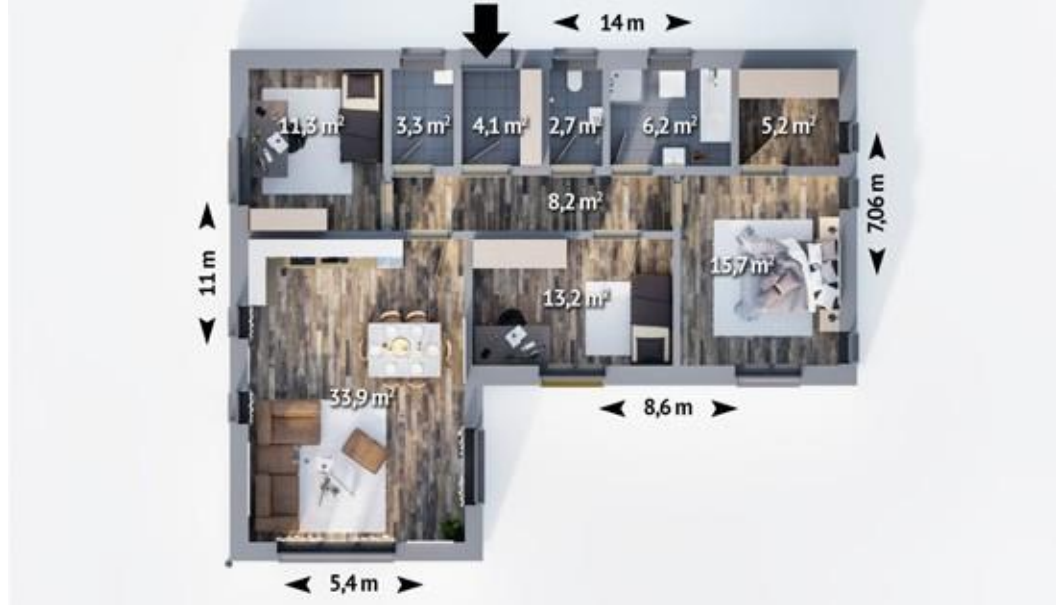 14 m
11,3 m²
3,3 m²
4,1 m²
2,7 m²
6,2 m²
5,2 m²
8,2 m²
7,06 m
11 m
15,7 m²
13,2 m²
33,9 m²
8,6 m
5,4 m